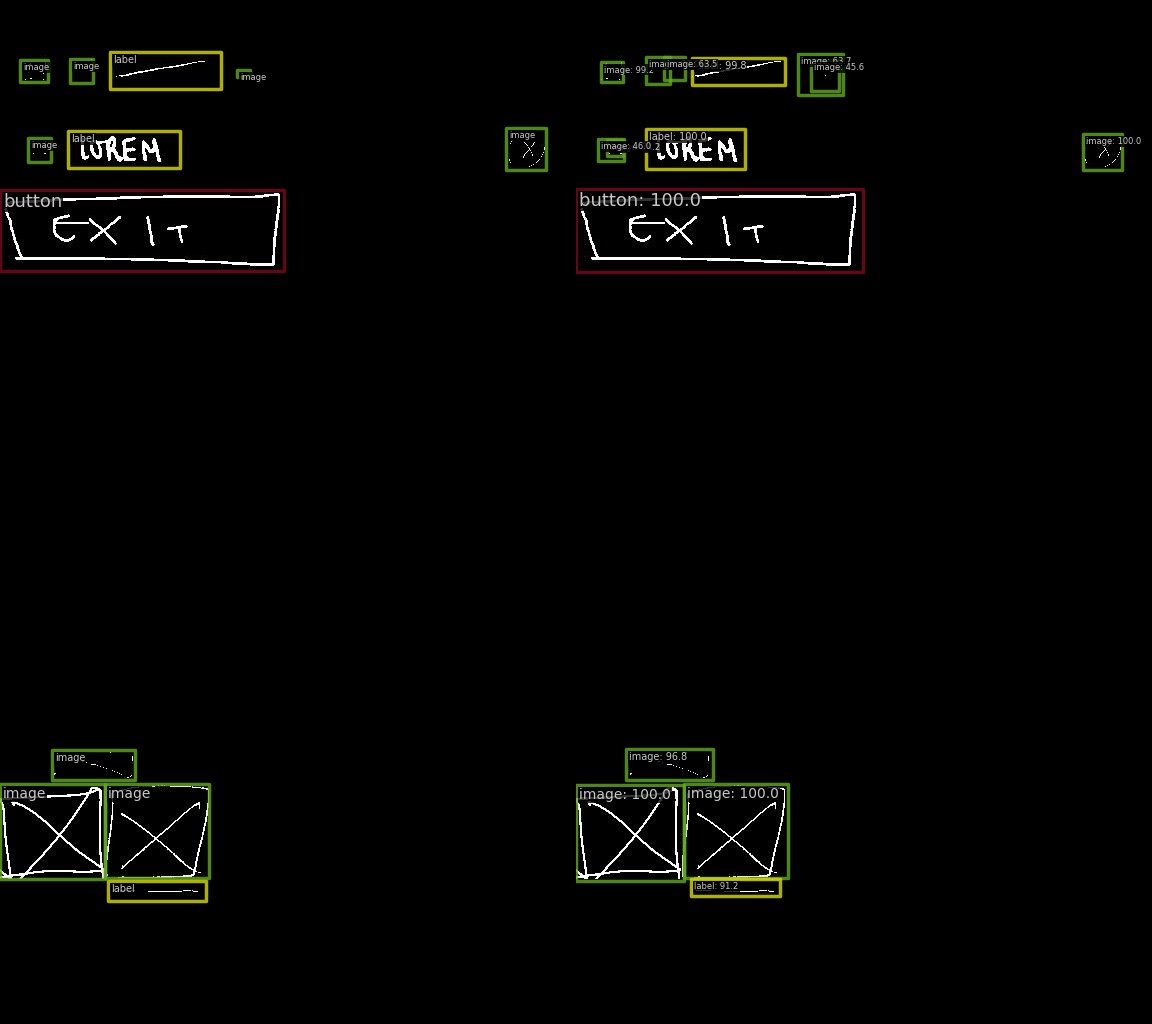 image image label image image: 99.2 image: 63.5 : 99.8 image: 63.7 image: 45.6
image label LOREM image image: 46.0 label: 100.0 LOREM image: 100.0
button button: 100.0
EXIT EXIT
image image: 96.8
image image image: 100.0 image: 100.0
label label: 91.2